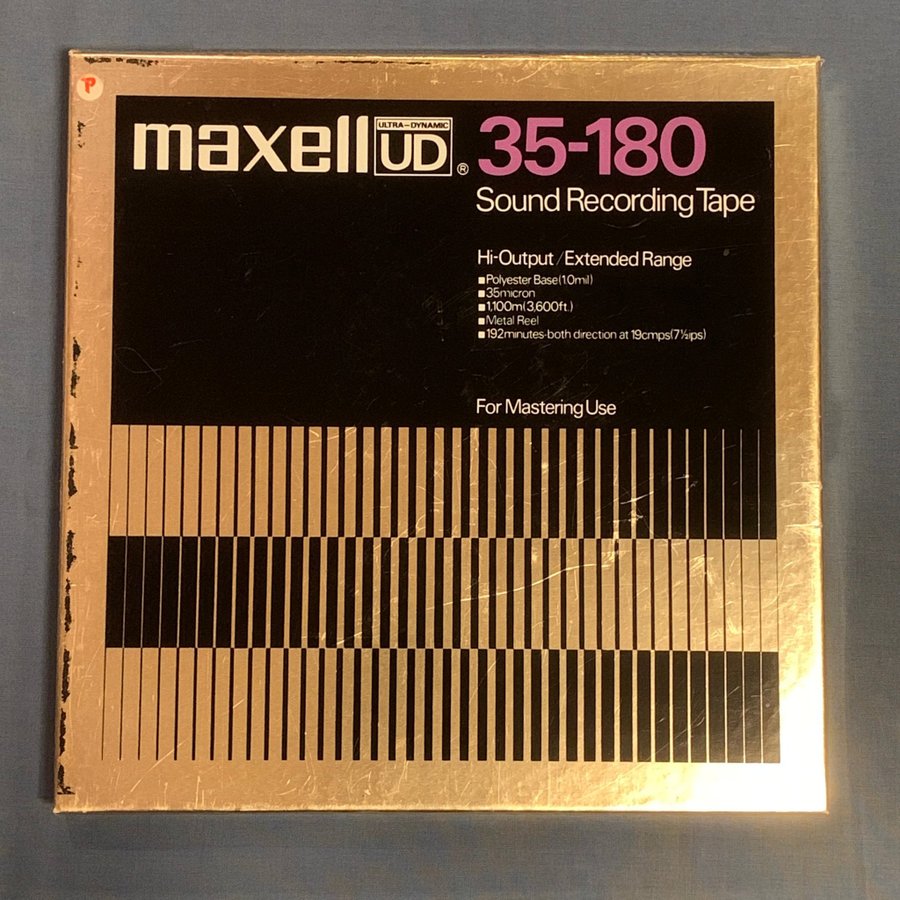 P
maxell ULTRA-DYNAMIC UD® 35-180
Sound Recording Tape
Hi-Output / Extended Range
■Polyester Base(1.0mil)
■35micron
■1,100m(3,600ft.)
■Metal Reel
■192minutes-both direction at 19cmps(7½ips)
For Mastering Use